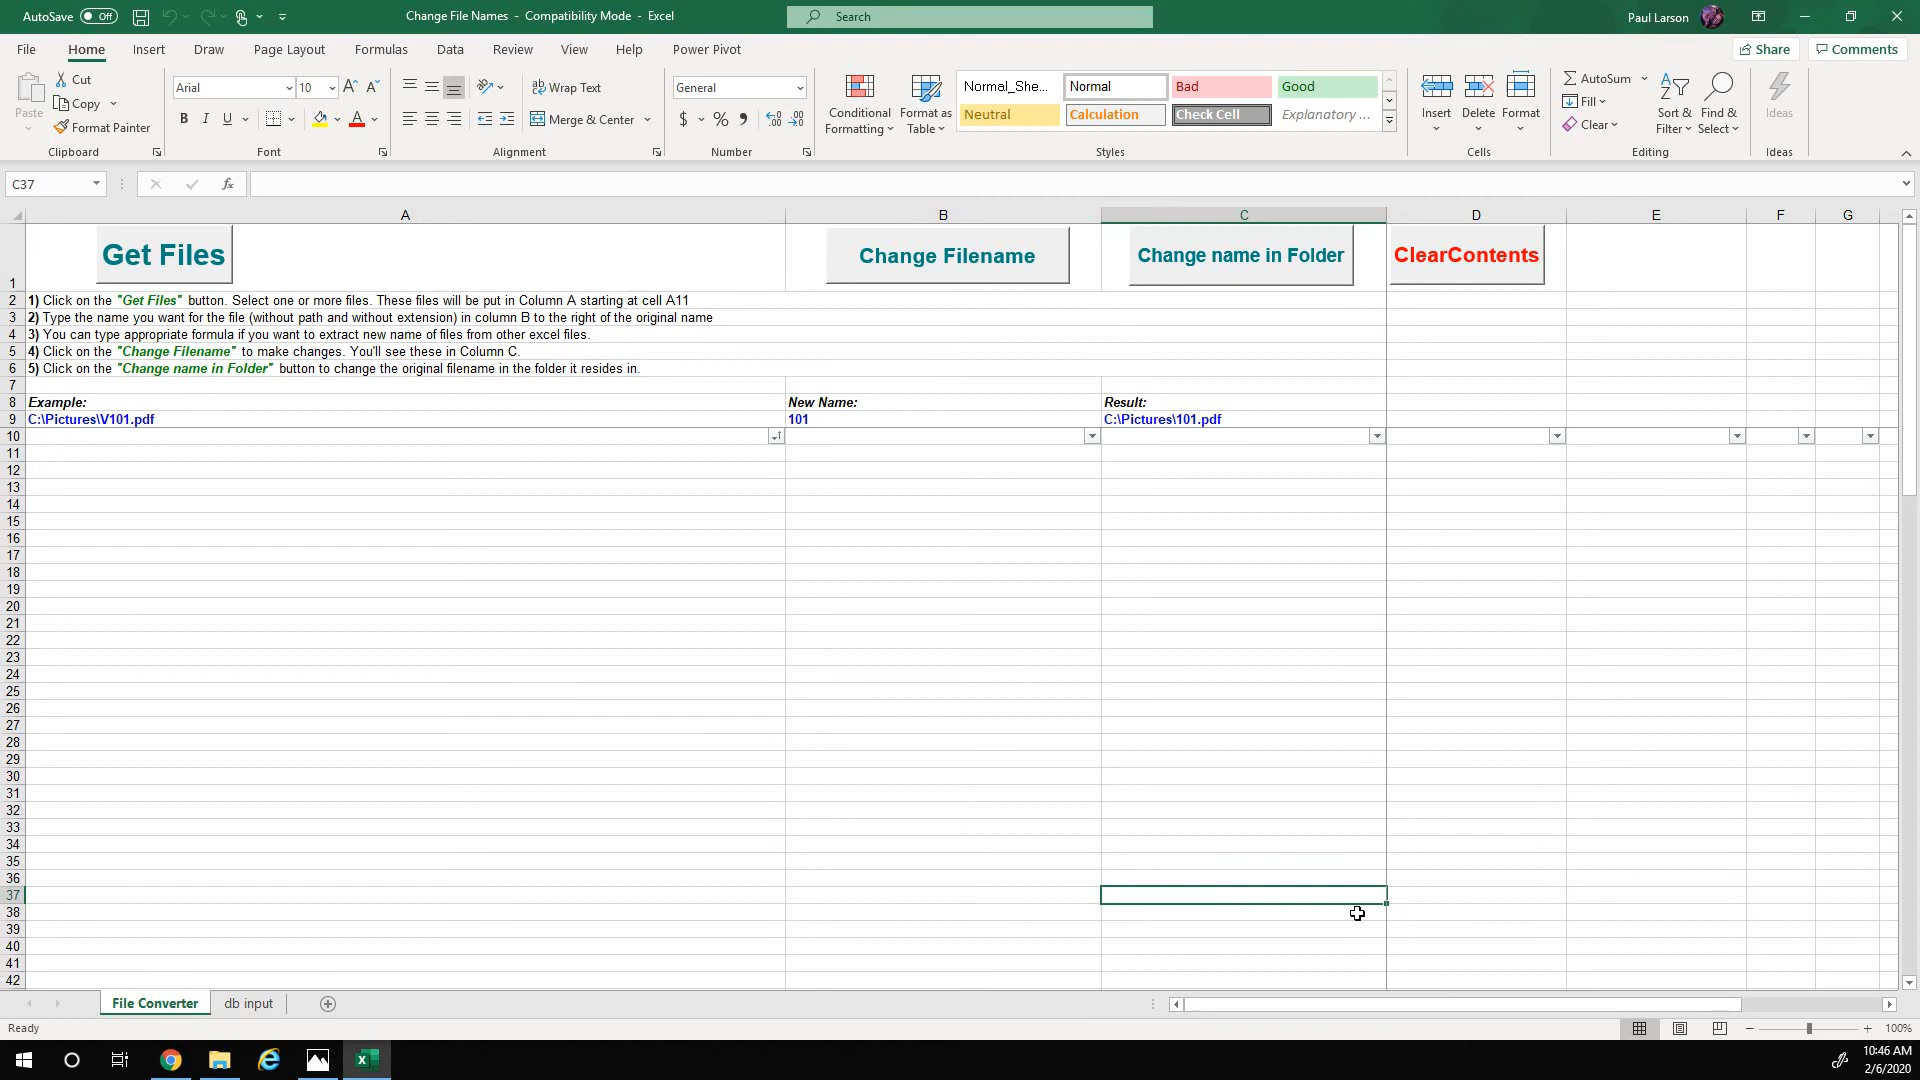 AutoSave Off
Change File Names - Compatibility Mode - Excel
Search
Paul Larson
File Home Insert Draw Page Layout Formulas Data Review View Help Power Pivot
Share Comments
Paste
Cut
Copy
Format Painter
Clipboard
Arial 10
B I U
Font
Wrap Text
Merge & Center
Alignment
General
$ % ,
Number
Conditional Formatting
Format as Table
Normal_She... Normal Bad Good
Neutral Calculation Check Cell Explanatory ...
Styles
Insert Delete Format
Cells
AutoSum
Fill
Clear
Sort & Filter
Find & Select
Editing
Ideas
Ideas
C37 fx
A B C D E F G
1 Get Files Change Filename Change name in Folder ClearContents
2 1) Click on the "Get Files" button. Select one or more files. These files will be put in Column A starting at cell A11
3 2) Type the name you want for the file (without path and without extension) in column B to the right of the original name
4 3) You can type appropriate formula if you want to extract new name of files from other excel files.
5 4) Click on the "Change Filename" to make changes. You'll see these in Column C.
6 5) Click on the "Change name in Folder" button to change the original filename in the folder it resides in.
7
8 Example: New Name: Result:
9 C:\Pictures\V101.pdf 101 C:\Pictures\101.pdf
10
11
12
13
14
15
16
17
18
19
20
21
22
23
24
25
26
27
28
29
30
31
32
33
34
35
36
37
38
39
40
41
42
File Converter db input
Ready
100%
10:46 AM
2/6/2020